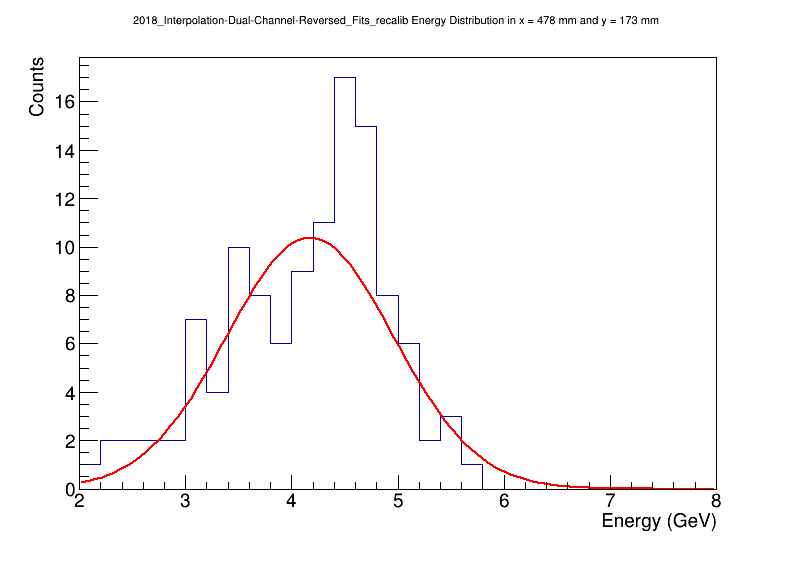 2018_Interpolation-Dual-Channel-Reversed_Fits_recalib Energy Distribution in x = 478 mm and y = 173 mm
Counts
16
14
12
10
8
6
4
2
0
2 3 4 5 6 7 8
Energy (GeV)